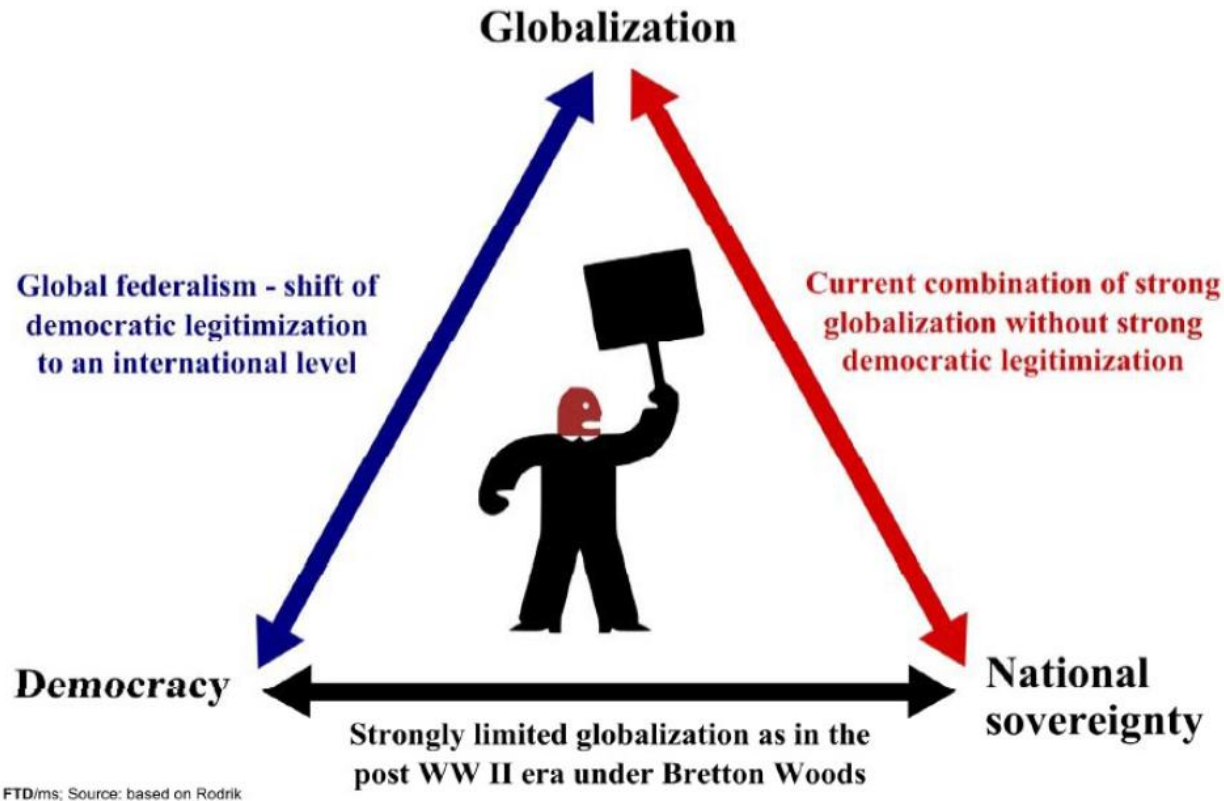 Globalization
Global federalism - shift of
democratic legitimization
to an international level
Current combination of strong
globalization without strong
democratic legitimization
Democracy
National
sovereignty
Strongly limited globalization as in the
post WW II era under Bretton Woods
FTD/ms; Source: based on Rodrik